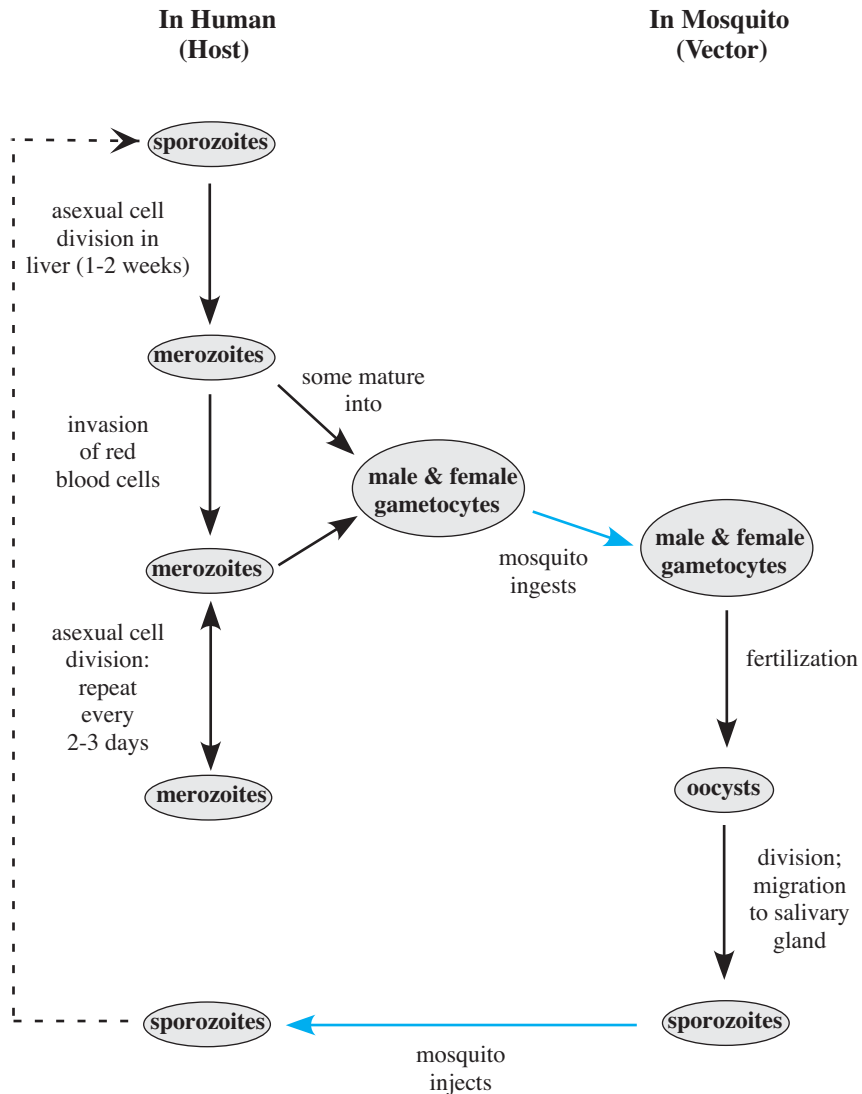 In Human
(Host)
In Mosquito
(Vector)
sporozoites
asexual cell
division in
liver (1-2 weeks)
merozoites
some mature
into
invasion
of red
blood cells
male & female
gametocytes
mosquito
ingests
male & female
gametocytes
merozoites
asexual cell
division:
repeat
every
2-3 days
fertilization
merozoites
oocysts
division;
migration
to salivary
gland
sporozoites
mosquito
injects
sporozoites